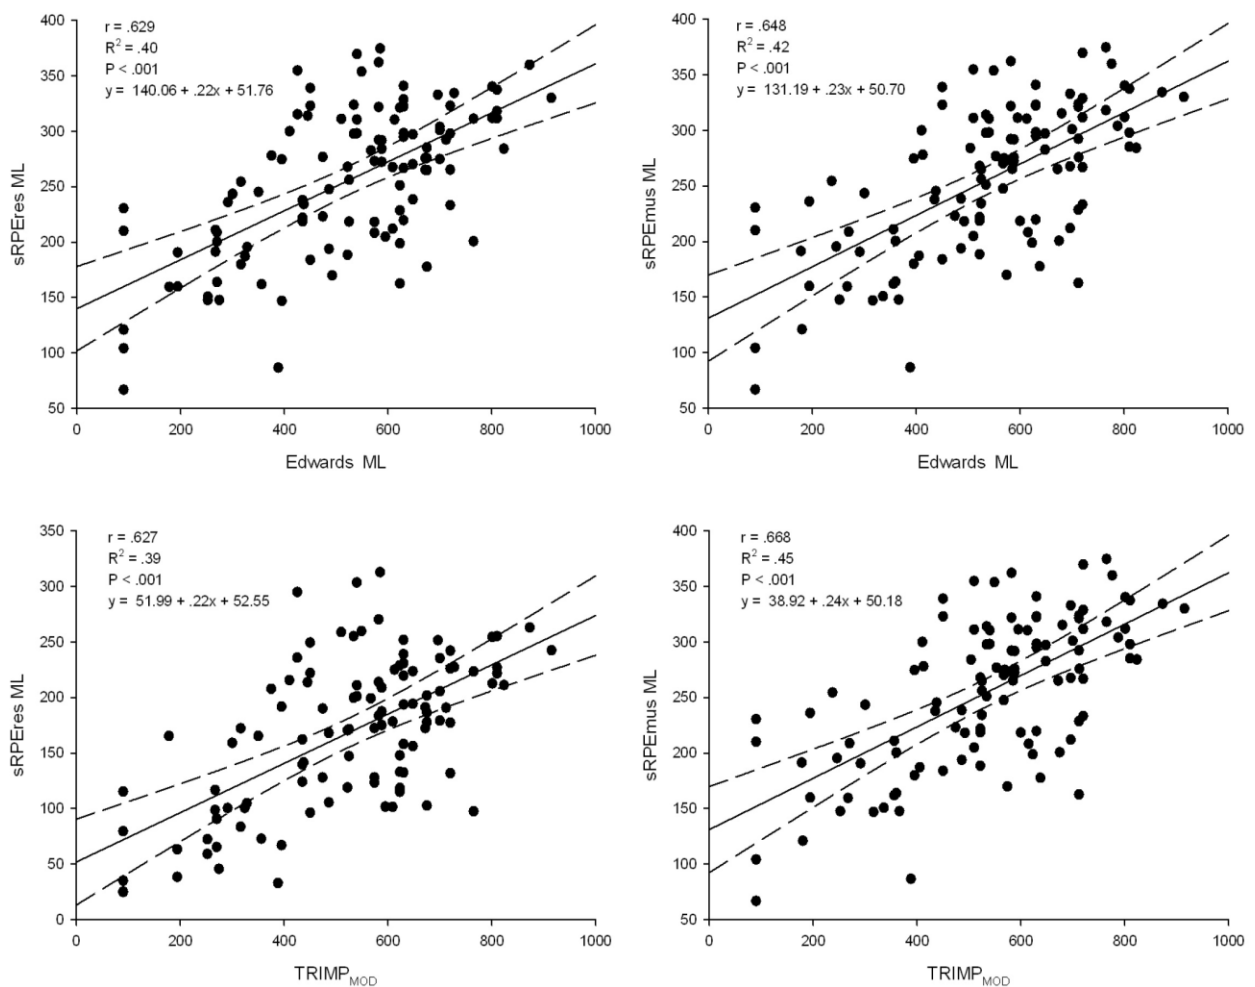 r = .629
R² = .40
P < .001
y = 140.06 + .22x + 51.76
400
350
300
250
200
150
100
50
sRPEres ML
0 200 400 600 800 1000
Edwards ML
r = .648
R² = .42
P < .001
y = 131.19 + .23x + 50.70
400
350
300
250
200
150
100
50
sRPEmus ML
0 200 400 600 800 1000
Edwards ML
r = .627
R² = .39
P < .001
y = 51.99 + .22x + 52.55
350
300
250
200
150
100
50
0
sRPEres ML
0 200 400 600 800 1000
TRIMP_MOD
r = .668
R² = .45
P < .001
y = 38.92 + .24x + 50.18
400
350
300
250
200
150
100
50
sRPEmus ML
0 200 400 600 800 1000
TRIMP_MOD